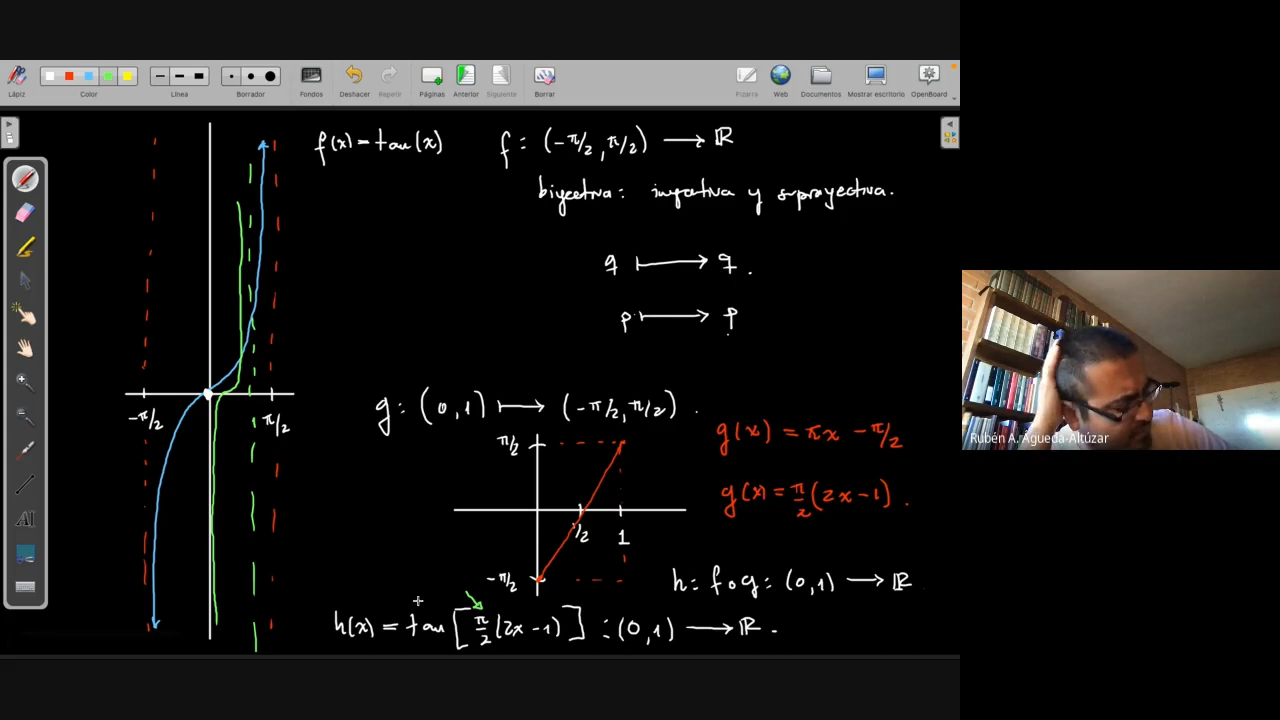 Lápiz Color Línea Borrador Fondos Deshacer Repetir Páginas Anterior Siguiente Borrar Pizarra Web Documentos Mostrar escritorio OpenBoard
f(x) = tan(x) f: (-π/2, π/2) → ℝ
biyectiva: inyectiva y suprayectiva.
q ↦ q.
p ↦ p
-π/2 π/2
g: (0,1) ↦ (-π/2, π/2).
π/2
g(x) = πx - π/2
g(x) = π/2 (2x-1).
1/2 1
-π/2
h = f∘g: (0,1) → ℝ
h(x) = tan [π/2 (2x-1)] : (0,1) → ℝ.
Rubén A. Águeda-Altúzar
AI